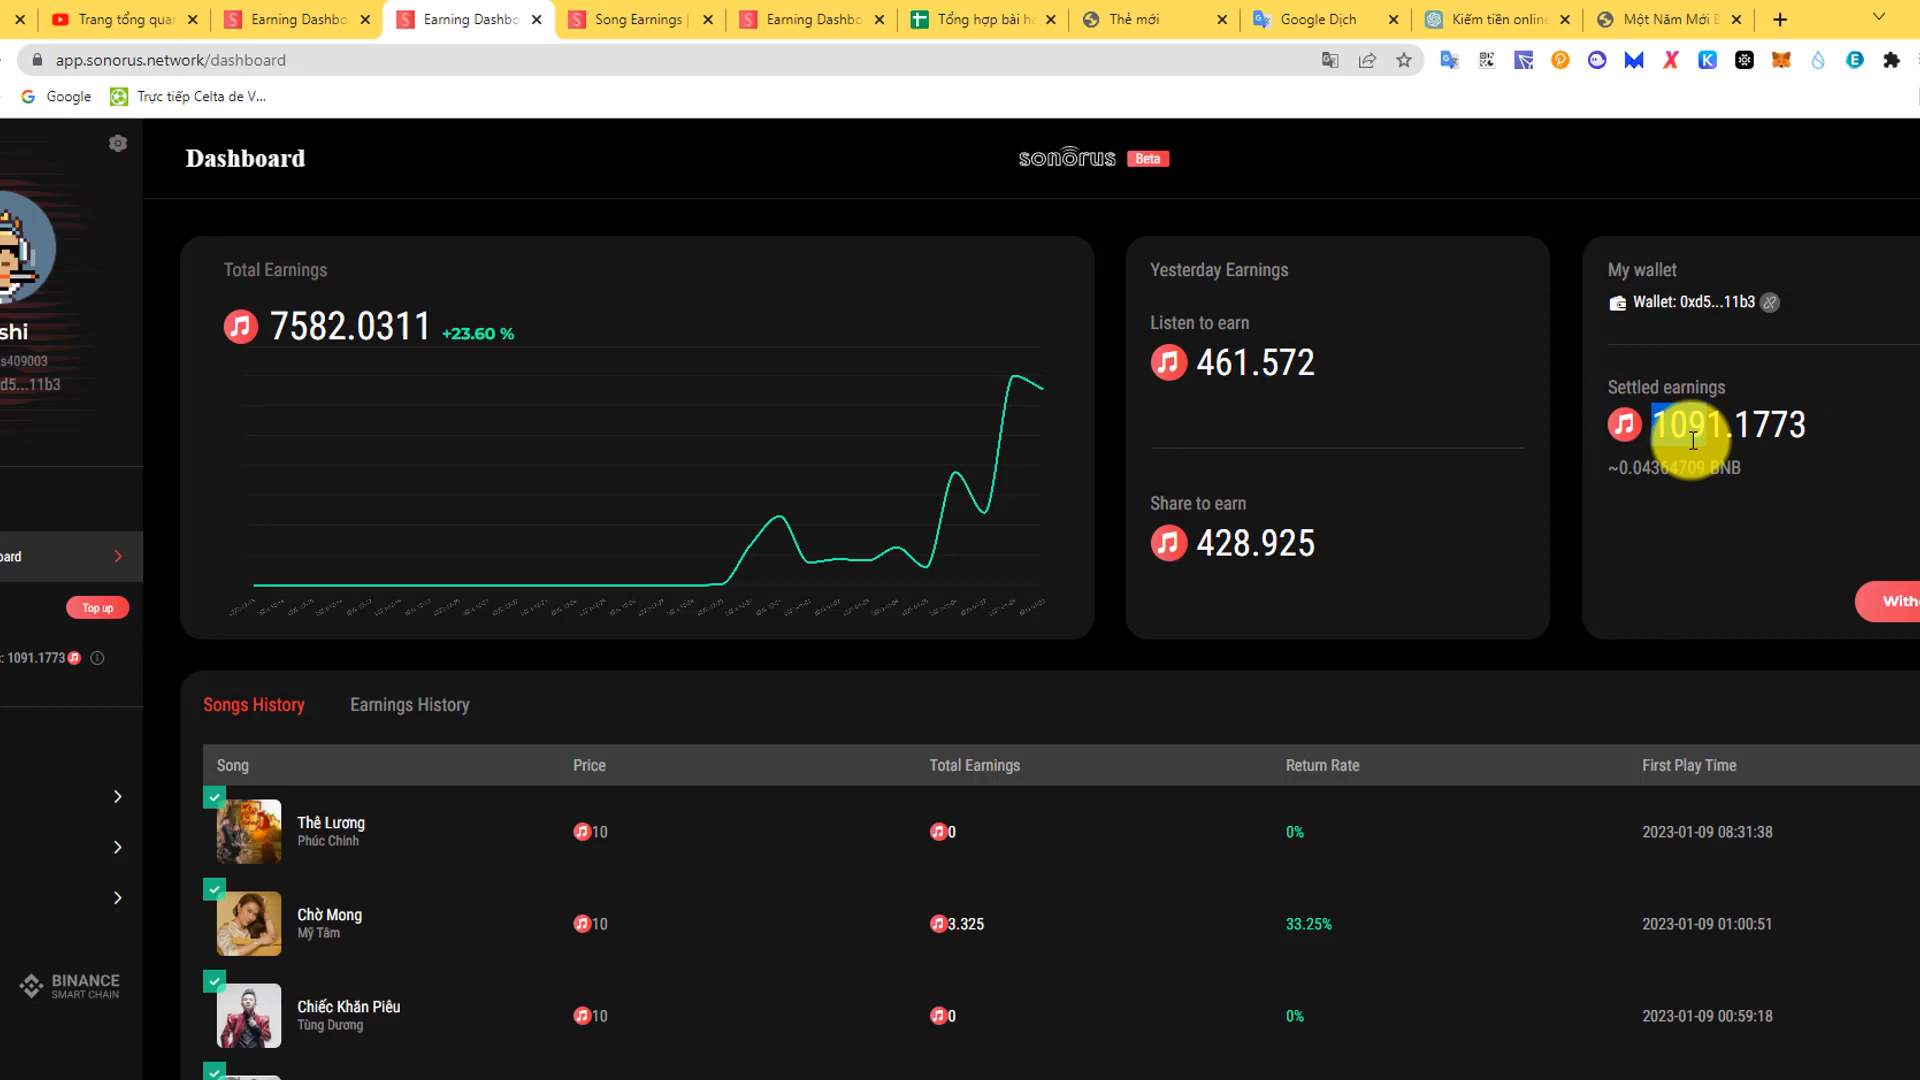 Trang tổng quan
Earning Dashbo
Earning Dashbo
Song Earnings |
Earning Dashbo
Tổng hợp bài há
Thẻ mới
Google Dịch
Kiếm tiền online
Một Năm Mới B
app.sonorus.network/dashboard
Google
Trực tiếp Celta de V...
Dashboard
sonorus
Beta
shi
s409003
d5...11b3
oard
Top up
: 1091.1773
BINANCE
SMART CHAIN
Total Earnings
7582.0311 +23.60 %
Yesterday Earnings
Listen to earn
461.572
Share to earn
428.925
My wallet
Wallet: 0xd5...11b3
Settled earnings
1091.1773
~0.04364709 BNB
With
Songs History
Earnings History
Song Price Total Earnings Return Rate First Play Time
Thê Lương
Phúc Chinh
10 0 0% 2023-01-09 08:31:38
Chờ Mong
Mỹ Tâm
10 3.325 33.25% 2023-01-09 01:00:51
Chiếc Khăn Piêu
Tùng Dương
10 0 0% 2023-01-09 00:59:18